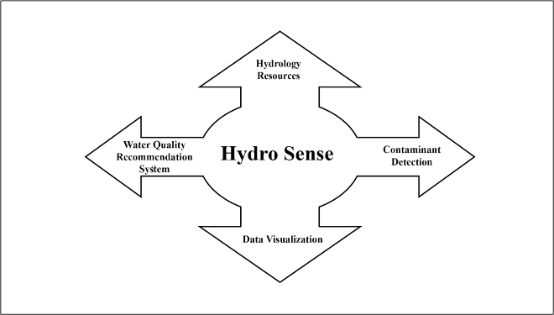 Hydrology
Resources
Water Quality
Recommendation
System
Hydro Sense
Contaminant
Detection
Data Visualization